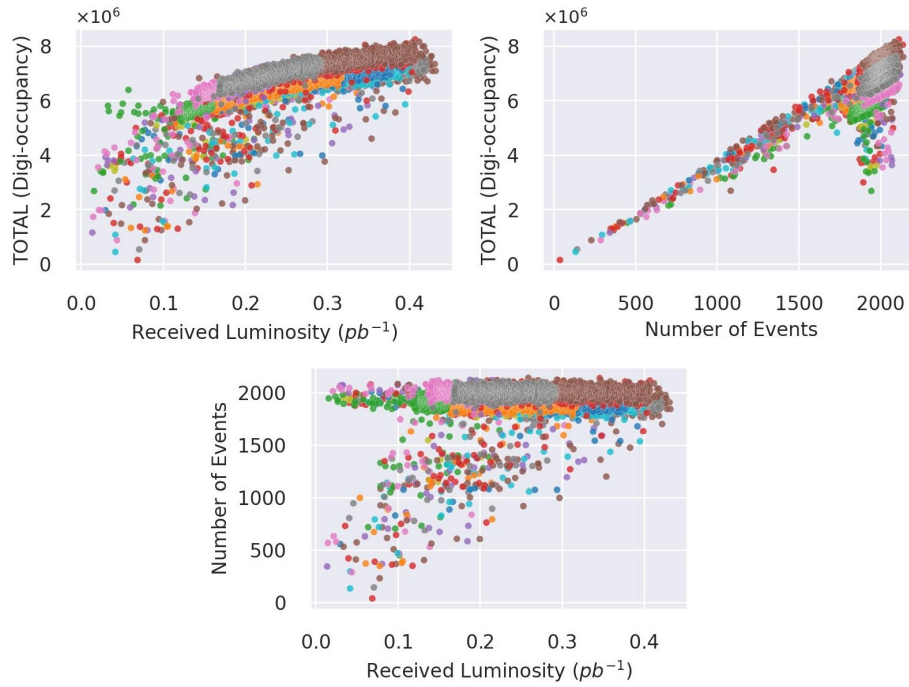 ×10⁶
TOTAL (Digi-occupancy)
8
6
4
2
0
0.0 0.1 0.2 0.3 0.4
Received Luminosity (pb⁻¹)
×10⁶
TOTAL (Digi-occupancy)
8
6
4
2
0
0 500 1000 1500 2000
Number of Events
Number of Events
2000
1500
1000
500
0
0.0 0.1 0.2 0.3 0.4
Received Luminosity (pb⁻¹)